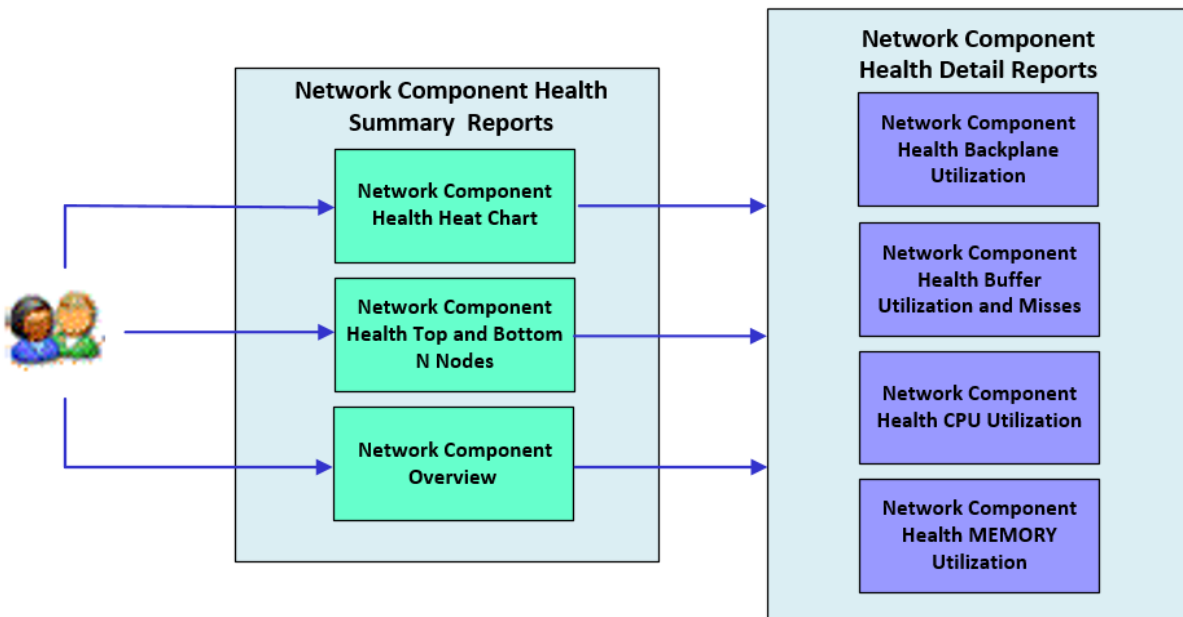 Network Component Health
Summary Reports
Network Component
Health Heat Chart
Network Component
Health Top and Bottom
N Nodes
Network Component
Overview
Network Component
Health Detail Reports
Network Component
Health Backplane
Utilization
Network Component
Health Buffer
Utilization and Misses
Network Component
Health CPU Utilization
Network Component
Health MEMORY
Utilization